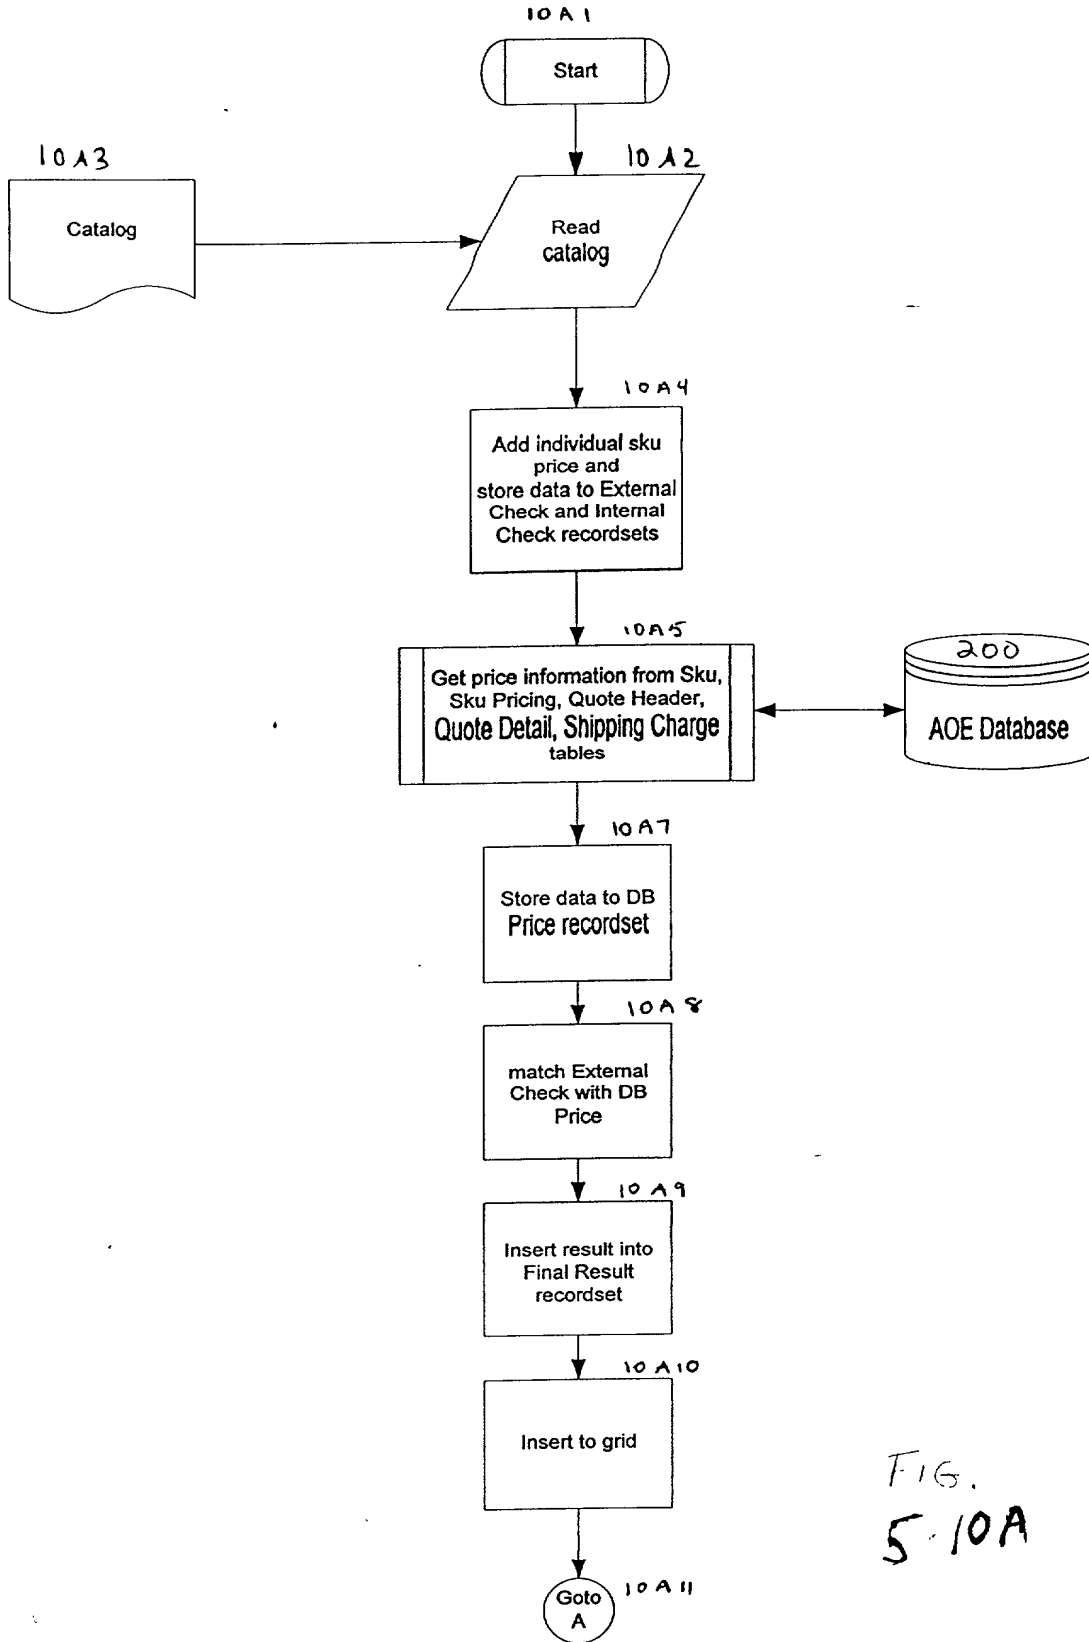 10A1
Start
10A3
10A2
Catalog
Read
catalog
10A4
Add individual sku
price and
store data to External
Check and Internal
Check recordsets
10A5
Get price information from Sku,
Sku Pricing, Quote Header,
Quote Detail, Shipping Charge
tables
200
AOE Database
10A7
Store data to DB
Price recordset
10A8
match External
Check with DB
Price
10A9
Insert result into
Final Result
recordset
10A10
Insert to grid
FIG.
5-10A
Goto
A
10A11